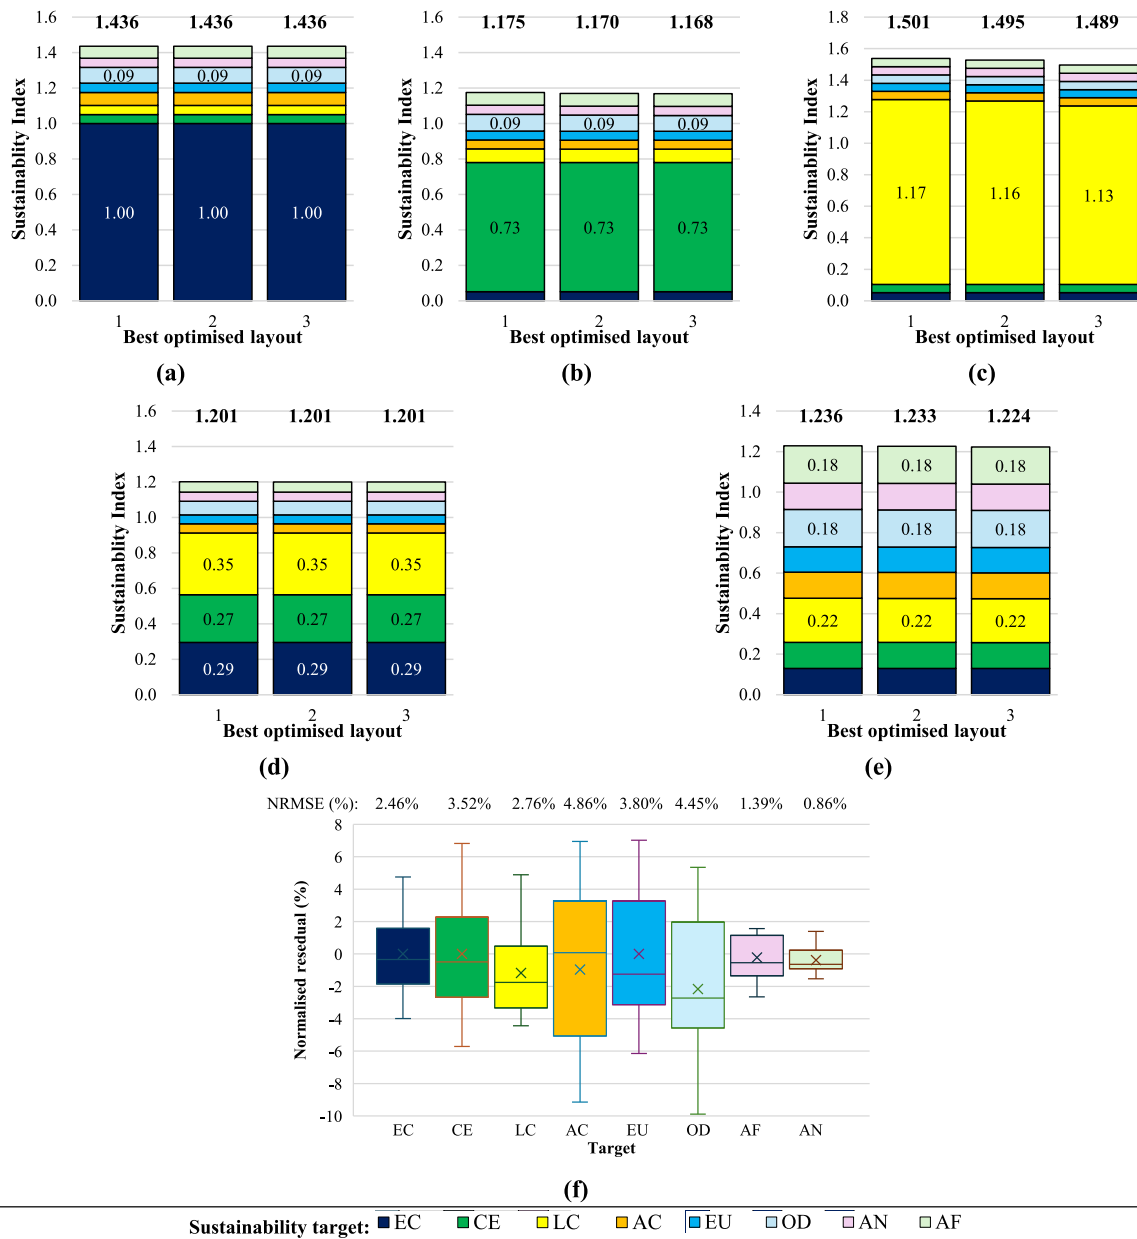 1.436 1.436 1.436
1.6
1.4
1.2
1.0
0.8
0.6
0.4
0.2
0.0
Sustainablity Index
0.09 0.09 0.09
1.00 1.00 1.00
1 2 3
Best optimised layout
(a)
1.175 1.170 1.168
1.6
1.4
1.2
1.0
0.8
0.6
0.4
0.2
0.0
Sustainablity Index
0.09 0.09 0.09
0.73 0.73 0.73
1 2 3
Best optimised layout
(b)
1.501 1.495 1.489
1.8
1.6
1.4
1.2
1.0
0.8
0.6
0.4
0.2
0.0
Sustainablity Index
1.17 1.16 1.13
1 2 3
Best optimised layout
(c)
1.201 1.201 1.201
1.6
1.4
1.2
1.0
0.8
0.6
0.4
0.2
0.0
Sustainablity Index
0.35 0.35 0.35
0.27 0.27 0.27
0.29 0.29 0.29
1 2 3
Best optimised layout
(d)
1.236 1.233 1.224
1.4
1.2
1.0
0.8
0.6
0.4
0.2
0.0
Sustainablity Index
0.18 0.18 0.18
0.18 0.18 0.18
0.22 0.22 0.22
1 2 3
Best optimised layout
(e)
NRMSE (%): 2.46% 3.52% 2.76% 4.86% 3.80% 4.45% 1.39% 0.86%
8
6
4
2
0
-2
-4
-6
-8
-10
Normalised resedual (%)
EC CE LC AC EU OD AF AN
Target
(f)
Sustainability target: EC CE LC AC EU OD AN AF